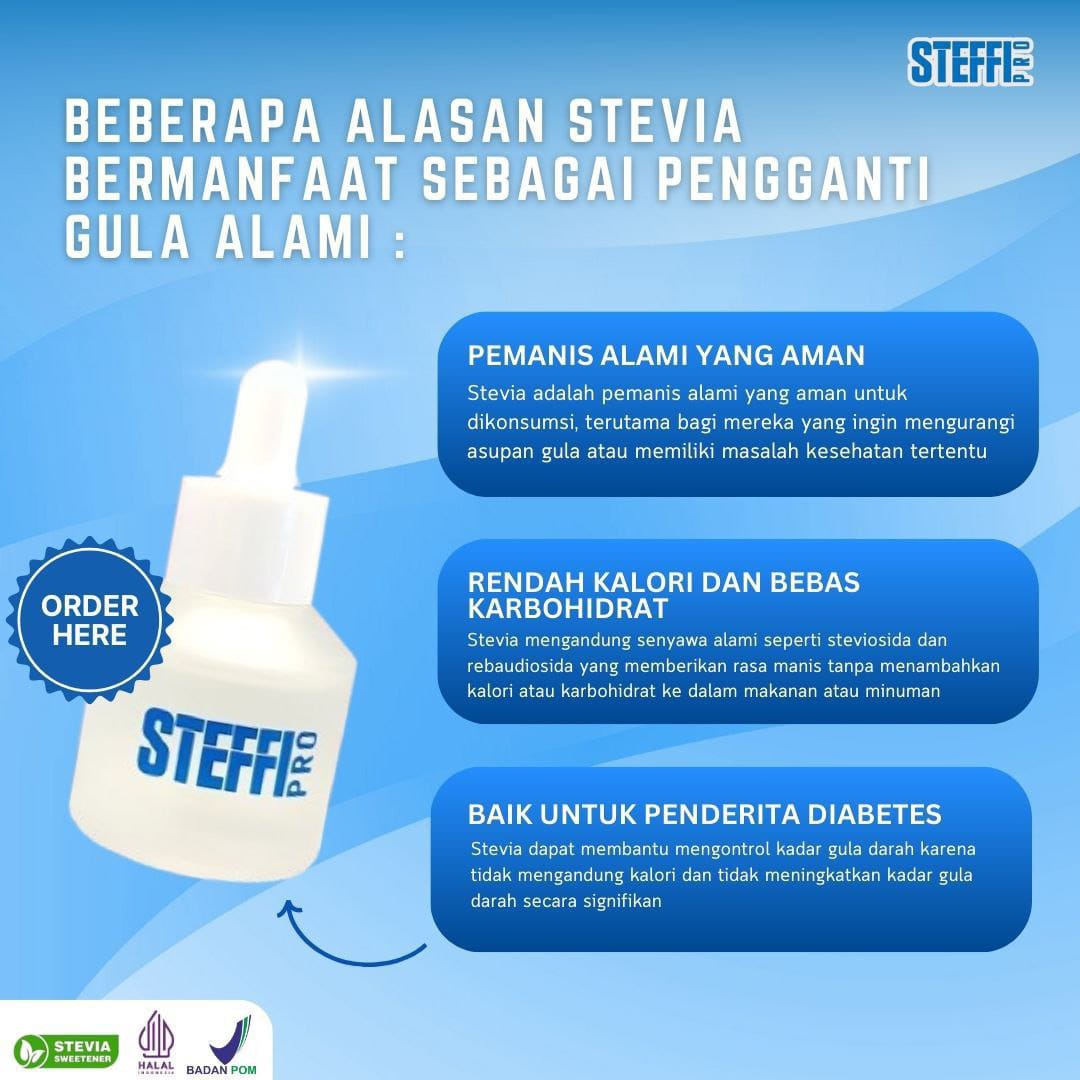 STEFFI PRO
BEBERAPA ALASAN STEVIA
BERMANFAAT SEBAGAI PENGGANTI
GULA ALAMI :
PEMANIS ALAMI YANG AMAN
Stevia adalah pemanis alami yang aman untuk
dikonsumsi, terutama bagi mereka yang ingin mengurangi
asupan gula atau memiliki masalah kesehatan tertentu
RENDAH KALORI DAN BEBAS
KARBOHIDRAT
Stevia mengandung senyawa alami seperti steviosida dan
rebaudiosida yang memberikan rasa manis tanpa menambahkan
kalori atau karbohidrat ke dalam makanan atau minuman
ORDER
HERE
STEFFI PRO
BAIK UNTUK PENDERITA DIABETES
Stevia dapat membantu mengontrol kadar gula darah karena
tidak mengandung kalori dan tidak meningkatkan kadar gula
darah secara signifikan
STEVIA
SWEETENER
HALAL
INDONESIA
BADAN POM